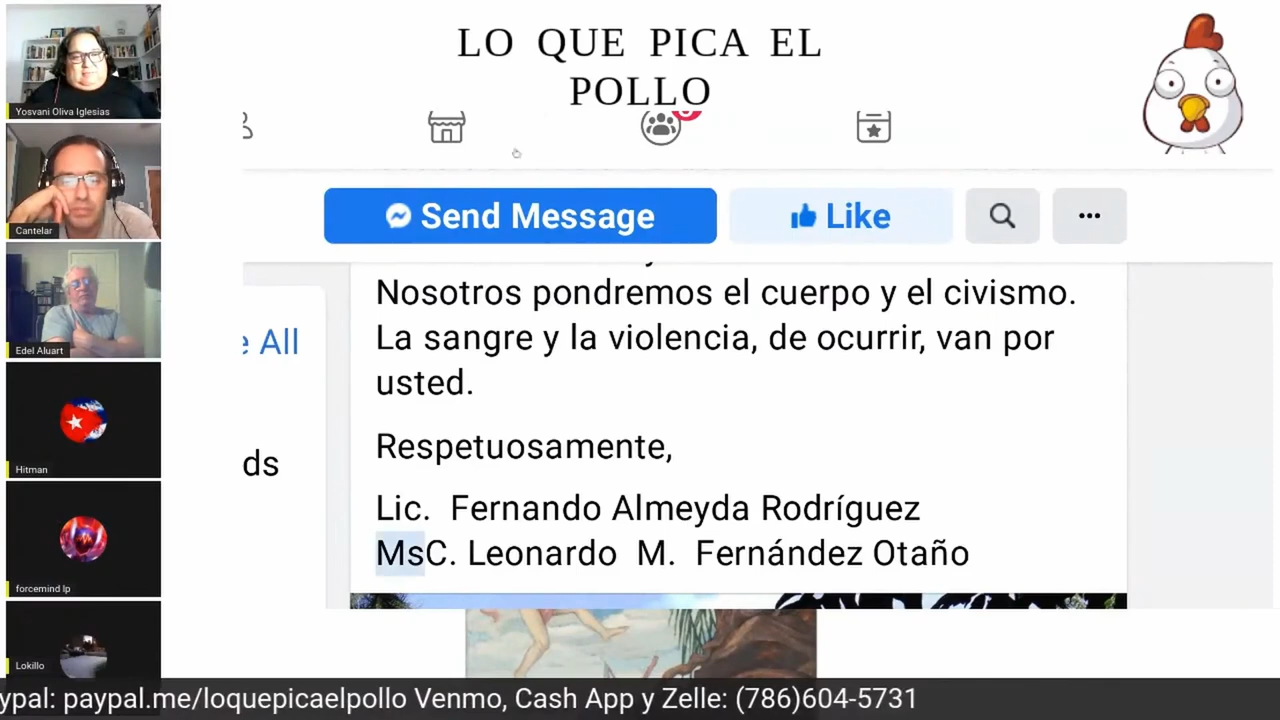 LO QUE PICA EL
POLLO
Yosvani Oliva Iglesias
Cantelar
Edel Aluart
Hitman
forcemind lp
Lokillo
Send Message
Like
All
ds
Nosotros pondremos el cuerpo y el civismo.
La sangre y la violencia, de ocurrir, van por
usted.
Respetuosamente,
Lic. Fernando Almeyda Rodríguez
MsC. Leonardo M. Fernández Otaño
ypal: paypal.me/loquepicaelpollo Venmo, Cash App y Zelle: (786)604-5731